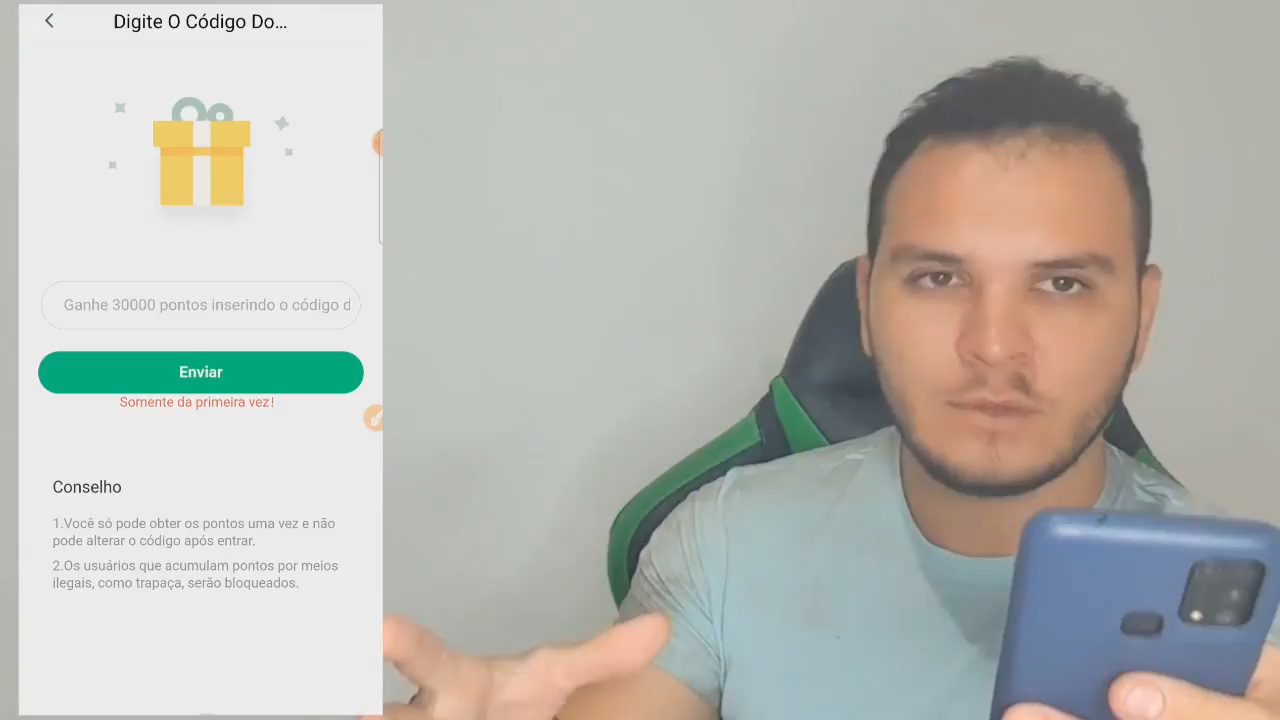 Digite O Código Do...
Ganhe 30000 pontos inserindo o código d
Enviar
Somente da primeira vez!
Conselho
1.Você só pode obter os pontos uma vez e não
pode alterar o código após entrar.
2.Os usuários que acumulam pontos por meios
ilegais, como trapaça, serão bloqueados.